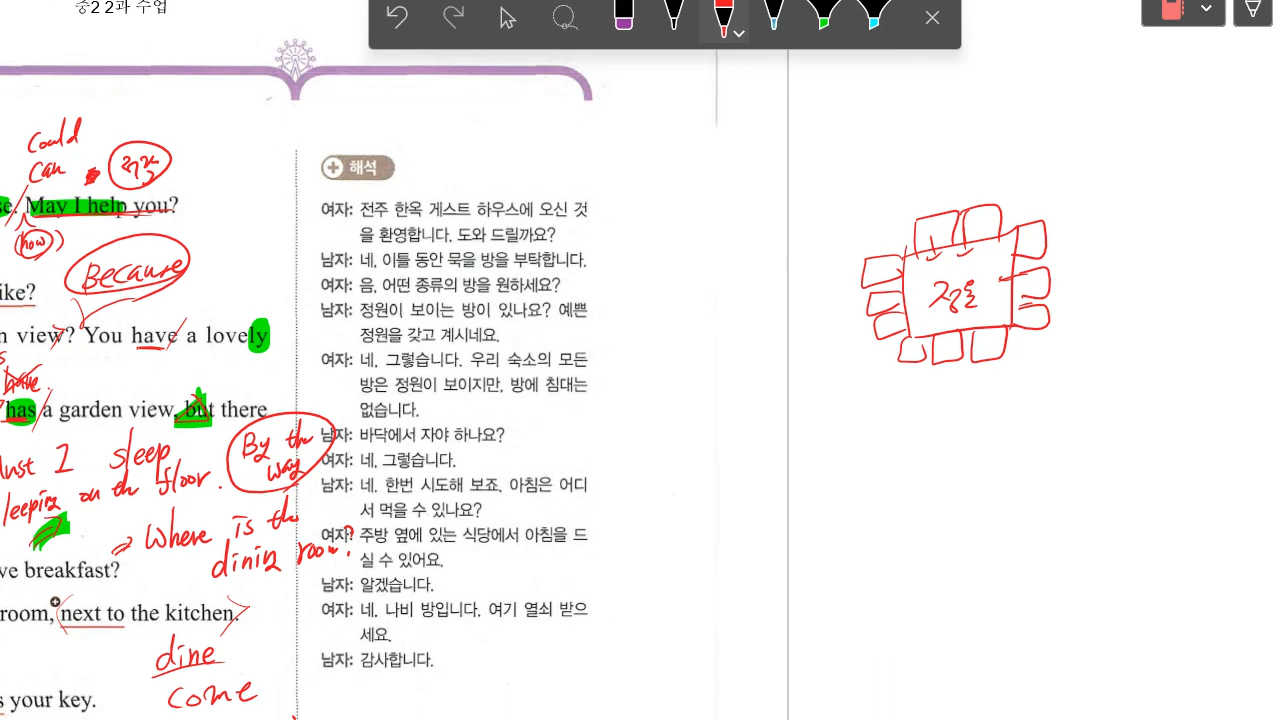 중2 2과 수업
could
can
se. May I help you?
how
Because
ike?
n view? You have a lovely
s
have.
has a garden view, but there
must I sleep
leeping on the floor.
By the
way
⇒ Where is the
dining room?
ve breakfast?
room, next to the kitchen.
dine
come
s your key.
해석
여자: 전주 한옥 게스트 하우스에 오신 것
을 환영합니다. 도와 드릴까요?
남자: 네, 이틀 동안 묵을 방을 부탁합니다.
여자: 음, 어떤 종류의 방을 원하세요?
남자: 정원이 보이는 방이 있나요? 예쁜
정원을 갖고 계시네요.
여자: 네, 그렇습니다. 우리 숙소의 모든
방은 정원이 보이지만, 방에 침대는
없습니다.
남자: 바닥에서 자야 하나요?
여자: 네, 그렇습니다.
남자: 네. 한번 시도해 보죠. 아침은 어디
서 먹을 수 있나요?
여자: 주방 옆에 있는 식당에서 아침을 드
실 수 있어요.
남자: 알겠습니다.
여자: 네, 나비 방입니다. 여기 열쇠 받으
세요.
남자: 감사합니다.
정원